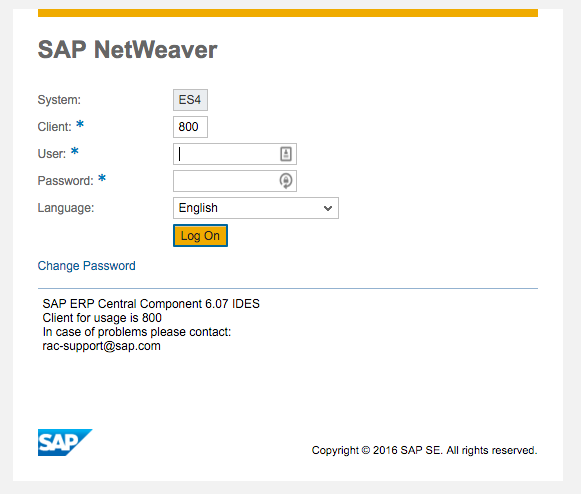 SAP NetWeaver
System: ES4
Client: * 800
User: *
Password: *
Language: English
Log On
Change Password
SAP ERP Central Component 6.07 IDES
Client for usage is 800
In case of problems please contact:
rac-support@sap.com
SAP
Copyright © 2016 SAP SE. All rights reserved.